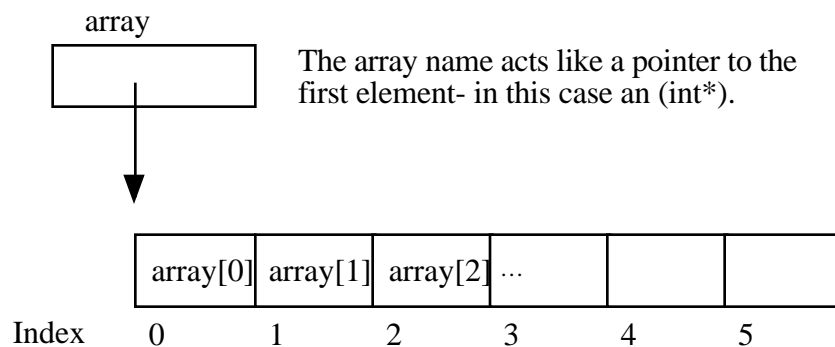 array
The array name acts like a pointer to the
first element- in this case an (int*).
array[0] array[1] array[2] ...
Index 0 1 2 3 4 5